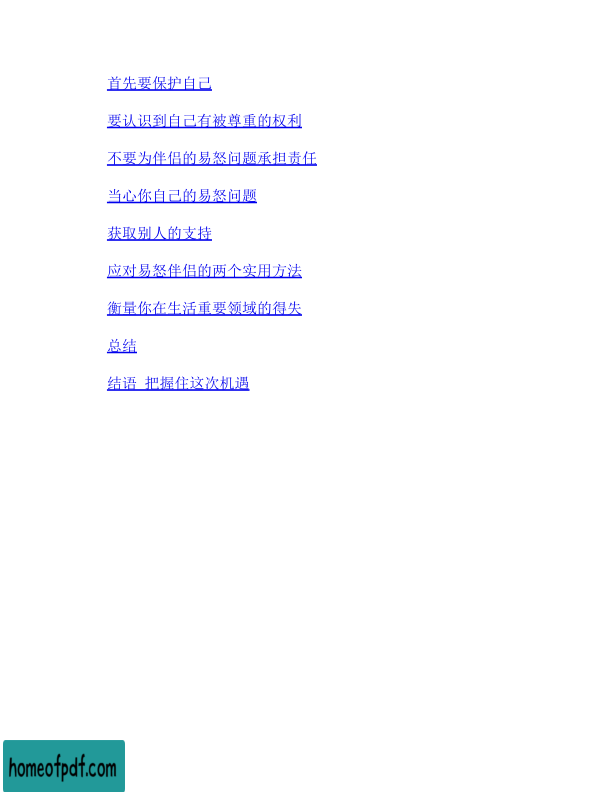 首先要保护自己
要认识到自己有被尊重的权利
不要为伴侣的易怒问题承担责任
当心你自己的易怒问题
获取别人的支持
应对易怒伴侣的两个实用方法
衡量你在生活重要领域的得失
总结
结语 把握住这次机遇
homeofpdf.com